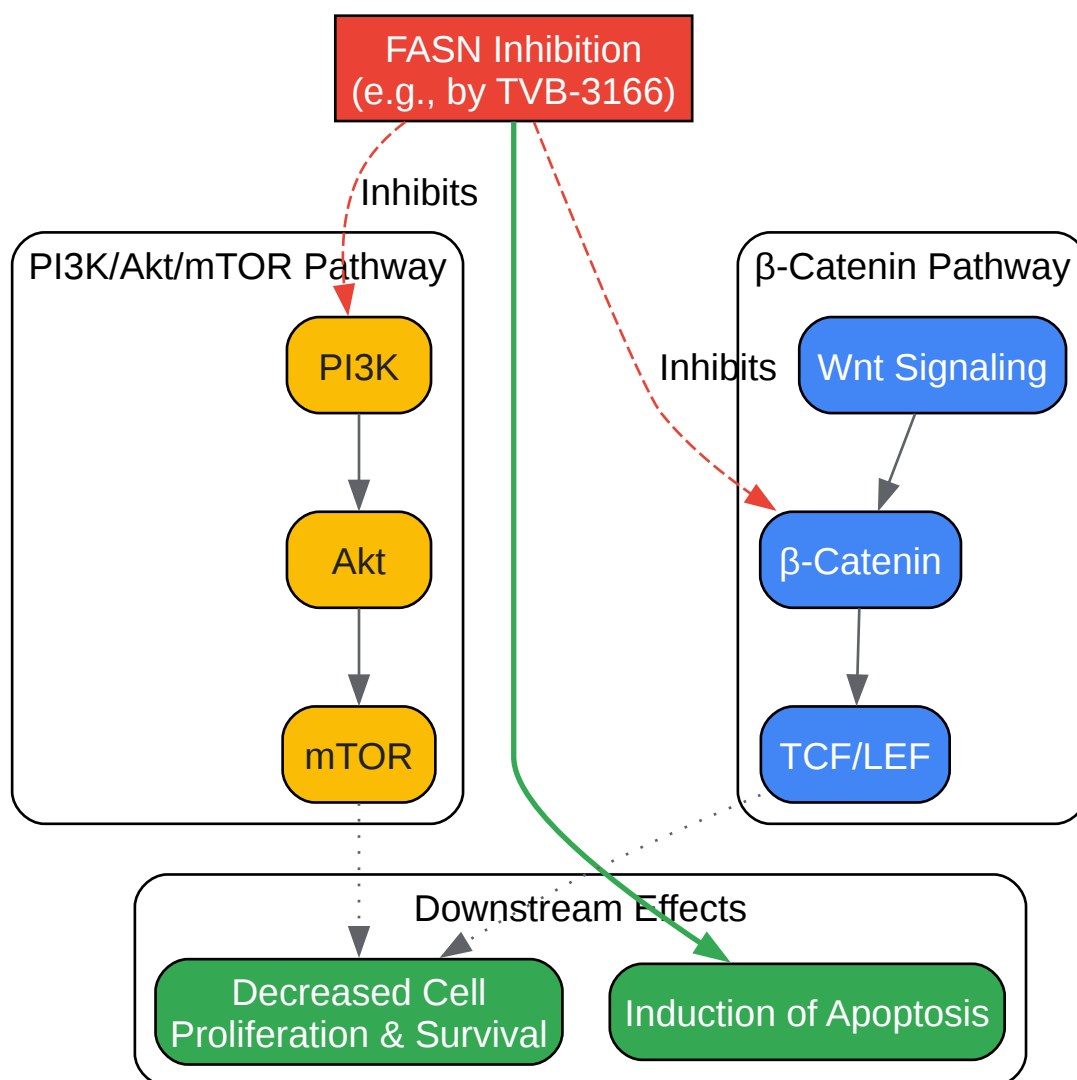 FASN Inhibition
(e.g., by TVB-3166)
Inhibits
PI3K/Akt/mTOR Pathway
β-Catenin Pathway
PI3K
Inhibits
Wnt Signaling
Akt
β-Catenin
mTOR
TCF/LEF
Downstream Effects
Decreased Cell
Proliferation & Survival
Induction of Apoptosis